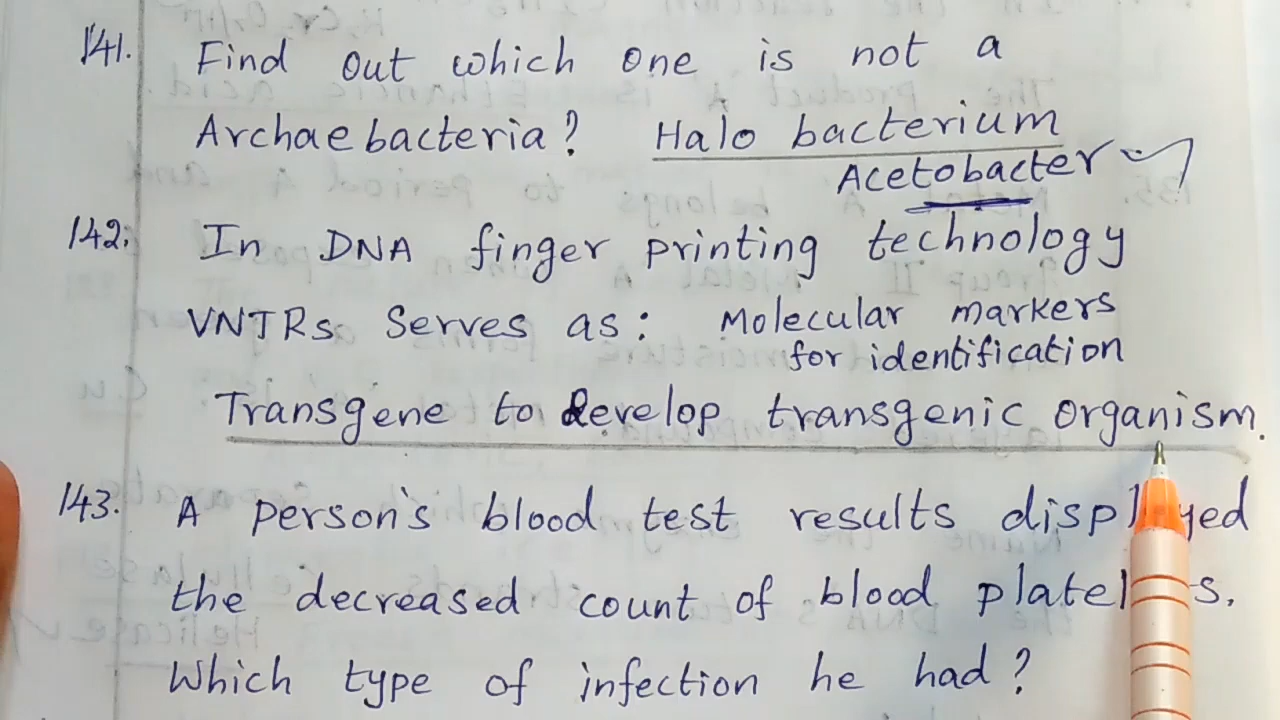 141. Find out which one is not a
Archaebacteria? Halo bacterium
Acetobacter
142. In DNA finger printing technology
VNTRs Serves as: Molecular markers
for identification
Transgene to develop transgenic organism.
143. A person's blood test results displayed
the decreased count of blood platelets.
Which type of infection he had?